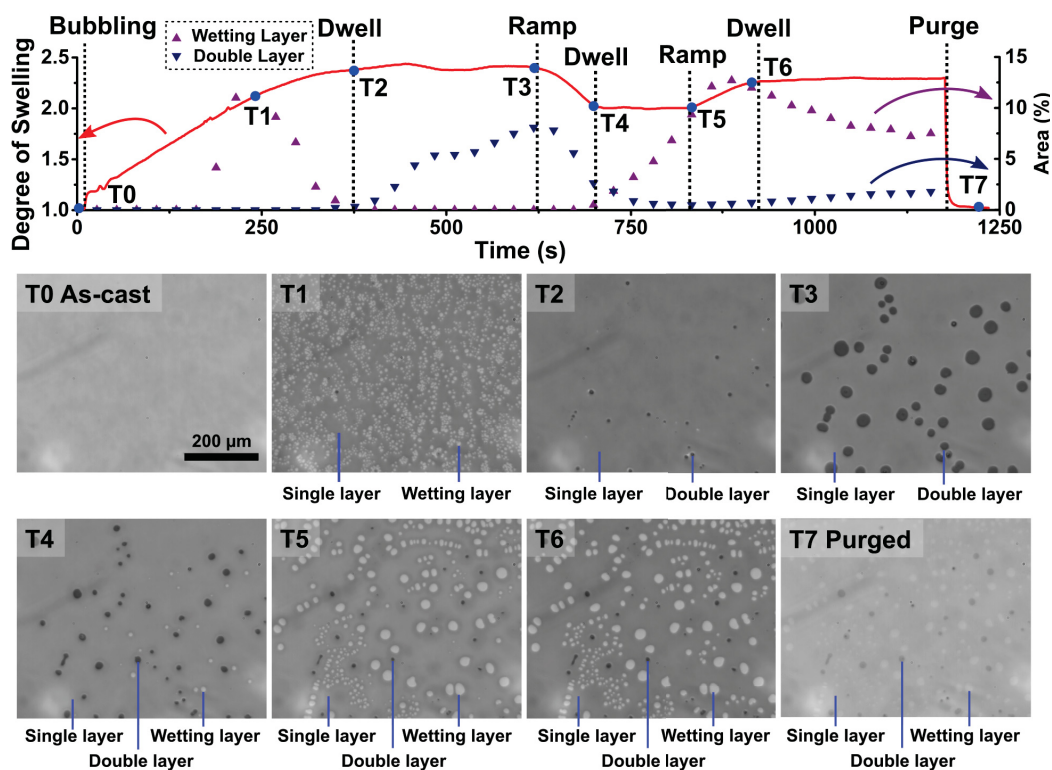 Bubbling
Wetting Layer
Double Layer
Dwell
Ramp
Dwell
Ramp
Dwell
Purge
Degree of Swelling
2.5
2.0
1.5
1.0
T0
T1
T2
T3
T4
T5
T6
T7
15
10
5
0
Area (%)
0
250
500
750
1000
1250
Time (s)
T0 As-cast
200 µm
T1
Single layer
Wetting layer
T2
Single layer
Double layer
T3
Single layer
Double layer
T4
Single layer
Wetting layer
Double layer
T5
Single layer
Wetting layer
Double layer
T6
Single layer
Wetting layer
Double layer
T7 Purged
Single layer
Wetting layer
Double layer